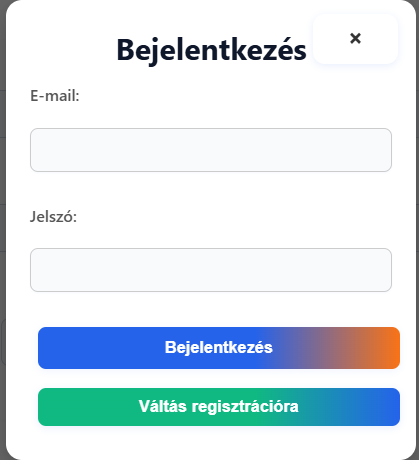 Bejelentkezés
×
E-mail:
Jelszó:
Bejelentkezés
Váltás regisztrációra